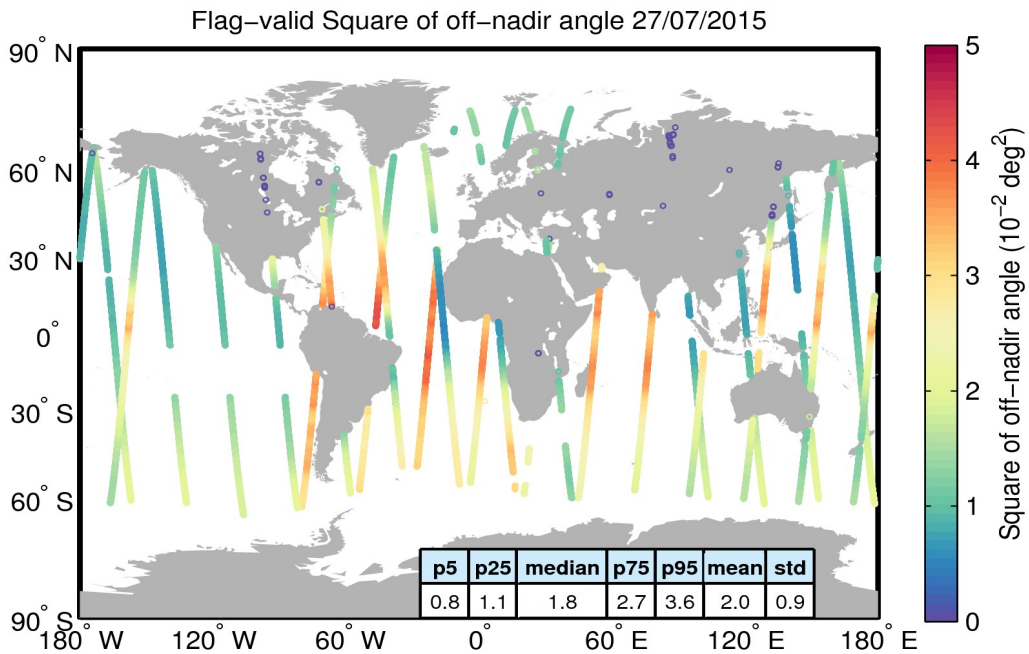 Flag−valid Square of off−nadir angle 27/07/2015
90° N
60° N
30° N
0°
30° S
60° S
90° S
180° W
120° W
60° W
0°
60° E
120° E
180° E
p5 p25 median p75 p95 mean std
0.8 1.1 1.8 2.7 3.6 2.0 0.9
5
4
3
2
1
0
Square of off−nadir angle (10⁻² deg²)